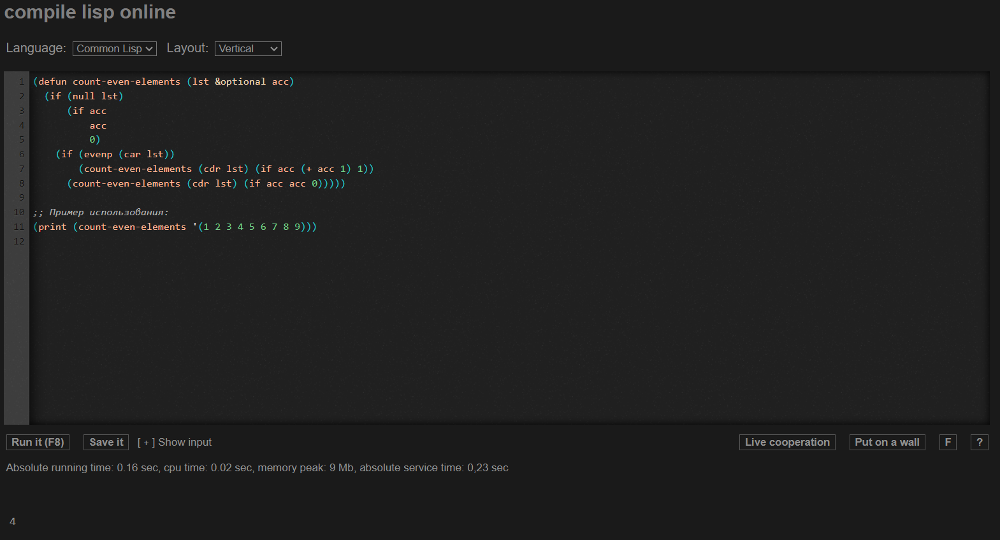 compile lisp online
Language: Common Lisp Layout: Vertical
1 (defun count-even-elements (lst &optional acc)
2   (if (null lst)
3       (if acc
4           acc
5           0)
6     (if (evenp (car lst))
7         (count-even-elements (cdr lst) (if acc (+ acc 1) 1))
8       (count-even-elements (cdr lst) (if acc acc 0)))))
9
10 ;; Пример использования:
11 (print (count-even-elements '(1 2 3 4 5 6 7 8 9)))
12
Run it (F8) Save it [ + ] Show input Live cooperation Put on a wall F ?
Absolute running time: 0.16 sec, cpu time: 0.02 sec, memory peak: 9 Mb, absolute service time: 0,23 sec
4